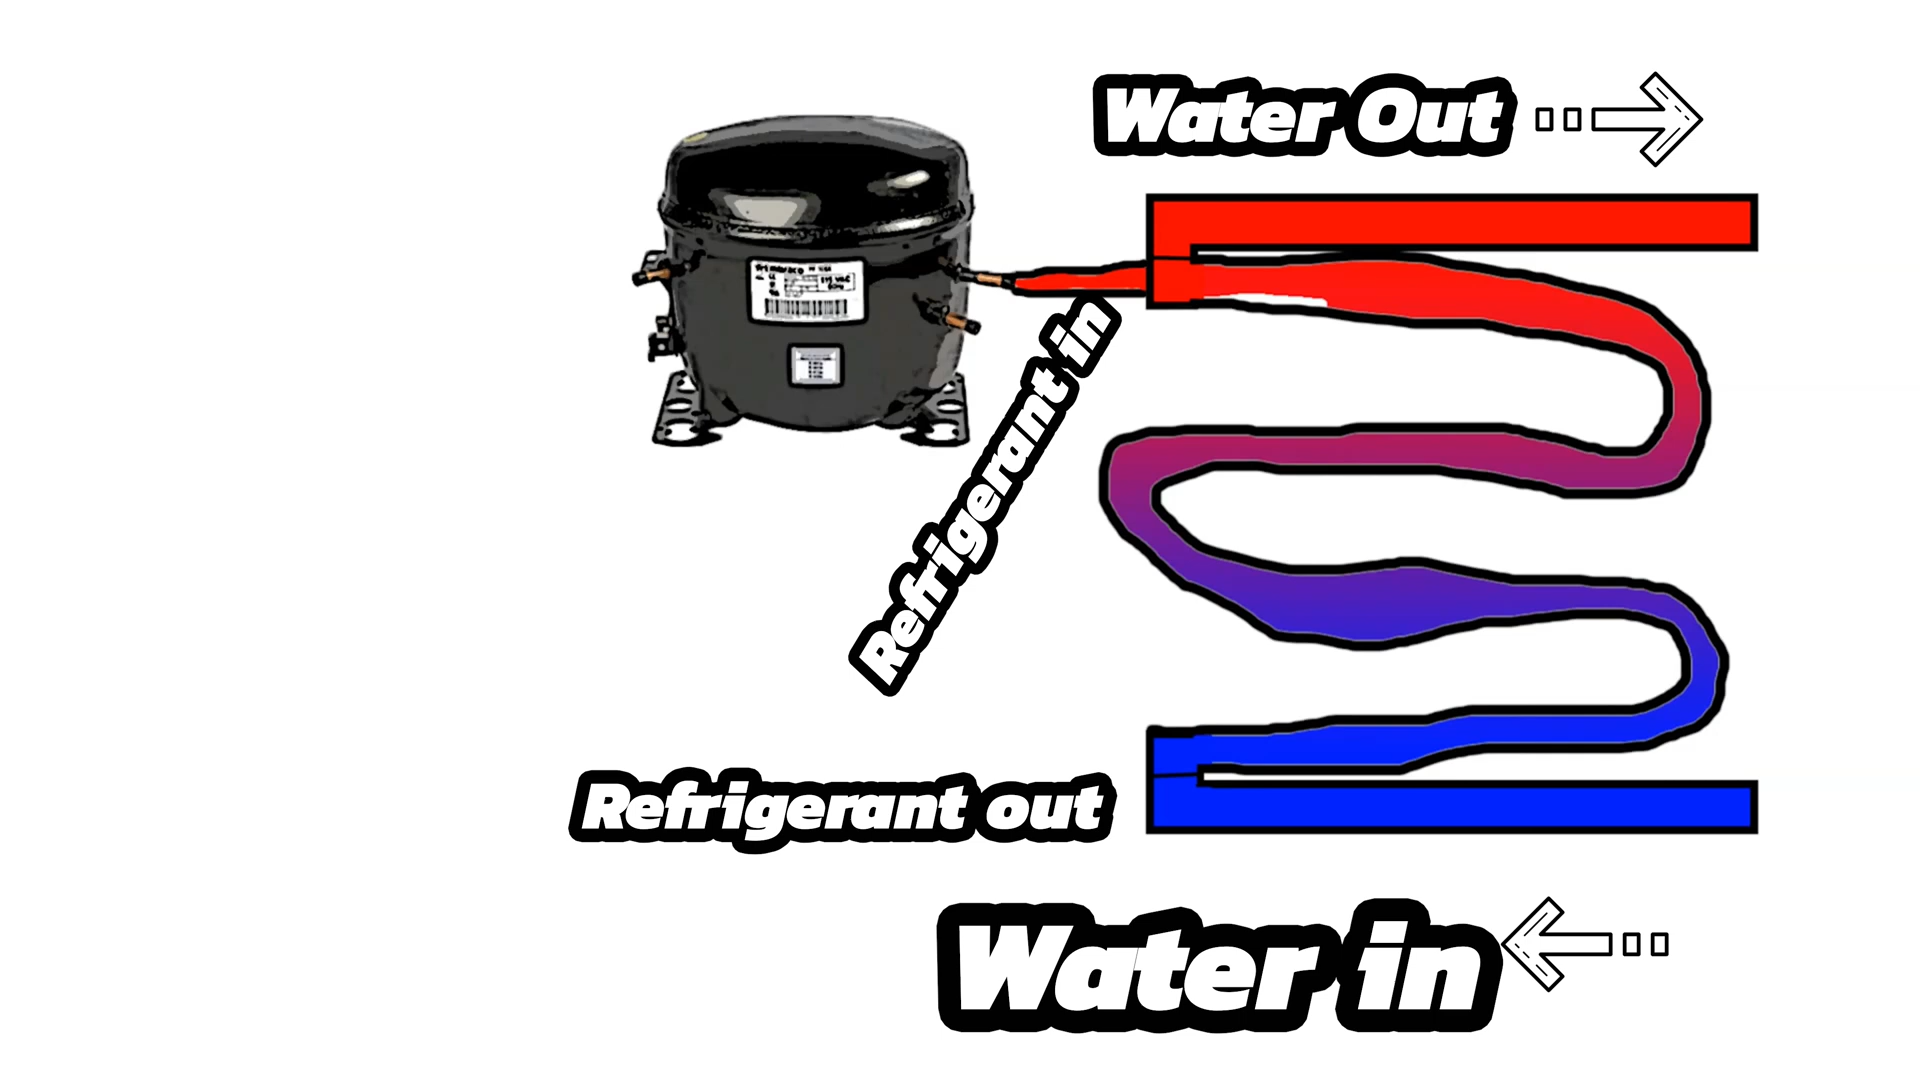 Water Out
Refrigerant in
Refrigerant out
Water in